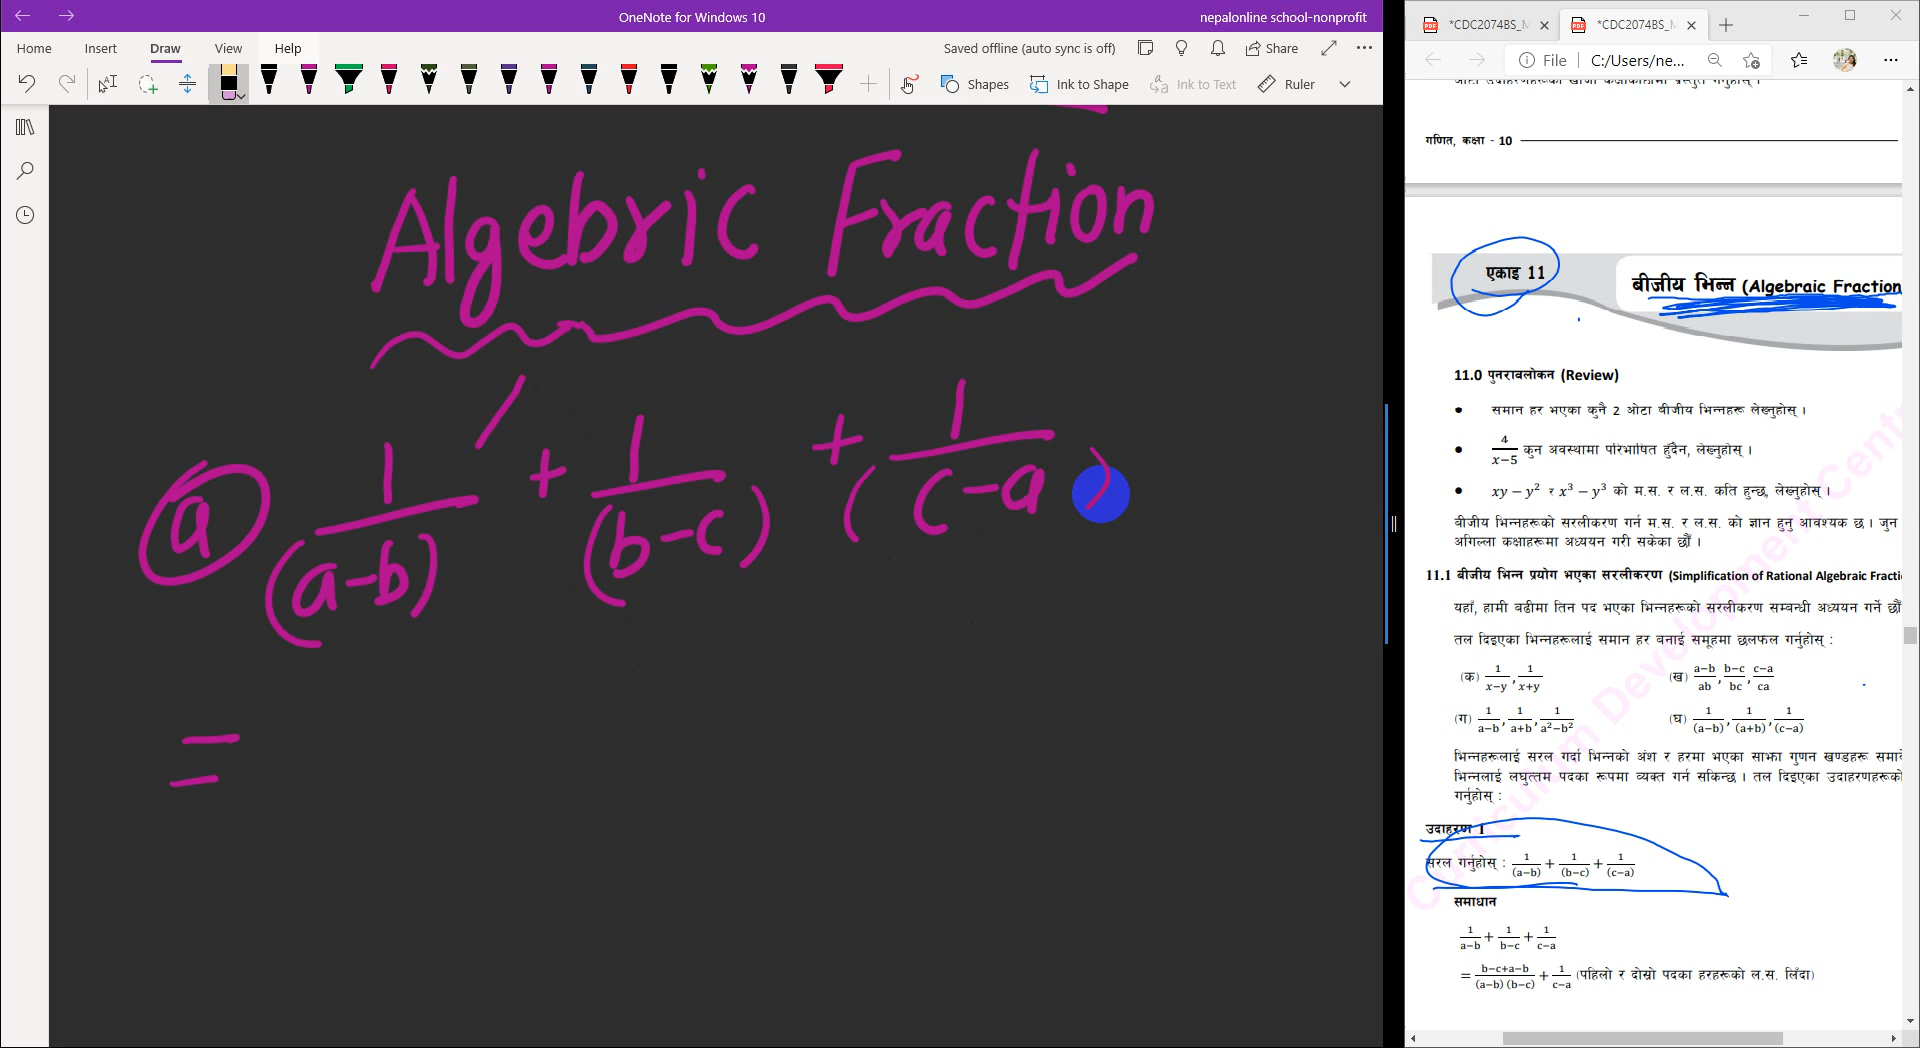 OneNote for Windows 10
nepalonline school-nonprofit
Home Insert Draw View Help
Saved offline (auto sync is off) Share
Shapes Ink to Shape Ink to Text Ruler
Algebric Fraction
(a) 1/(a-b) + 1/(b-c) + 1/(c-a)
=
*CDC2074BS_M *CDC2074BS_M
File C:/Users/ne...
गणित, कक्षा - 10
एकाइ 11
बीजीय भिन्न (Algebraic Fraction
11.0 पुनरावलोकन (Review)
• समान हर भएका कुनै 2 ओटा बीजीय भिन्नहरू लेख्नुहोस् ।
• 4/(x−5) कुन अवस्थामा परिभाषित हुँदैन, लेख्नुहोस् ।
• xy − y² र x³ − y³ को म.स. र ल.स. कति हुन्छ, लेख्नुहोस् ।
बीजीय भिन्नहरूको सरलीकरण गर्न म.स. र ल.स. को ज्ञान हुनु आवश्यक छ । जुन
अगिल्ला कक्षाहरूमा अध्ययन गरी सकेका छौँ ।
11.1 बीजीय भिन्न प्रयोग भएका सरलीकरण (Simplification of Rational Algebraic Fracti
यहाँ, हामी बढीमा तिन पद भएका भिन्नहरूको सरलीकरण सम्बन्धी अध्ययन गर्ने छौँ
तल दिइएका भिन्नहरूलाई समान हर बनाई समूहमा छलफल गर्नुहोस् :
(क) 1/(x−y), 1/(x+y) (ख) (a−b)/ab, (b−c)/bc, (c−a)/ca
(ग) 1/(a−b), 1/(a+b), 1/(a²−b²) (घ) 1/(a−b), 1/(a+b), 1/(c−a)
भिन्नहरूलाई सरल गर्दा भिन्नको अंश र हरमा भएका साझा गुणन खण्डहरू
भिन्नलाई लघुत्तम पदका रूपमा व्यक्त गर्न सकिन्छ । तल दिइएका उदाहरणहरूको
गर्नुहोस् :
उदाहरण 1
सरल गर्नुहोस् : 1/(a−b) + 1/(b−c) + 1/(c−a)
समाधान
1/(a−b) + 1/(b−c) + 1/(c−a)
= (b−c+a−b)/((a−b)(b−c)) + 1/(c−a) (पहिलो र दोस्रो पदका हरहरूको ल.स. लिँदा)
Curriculum Development Centr